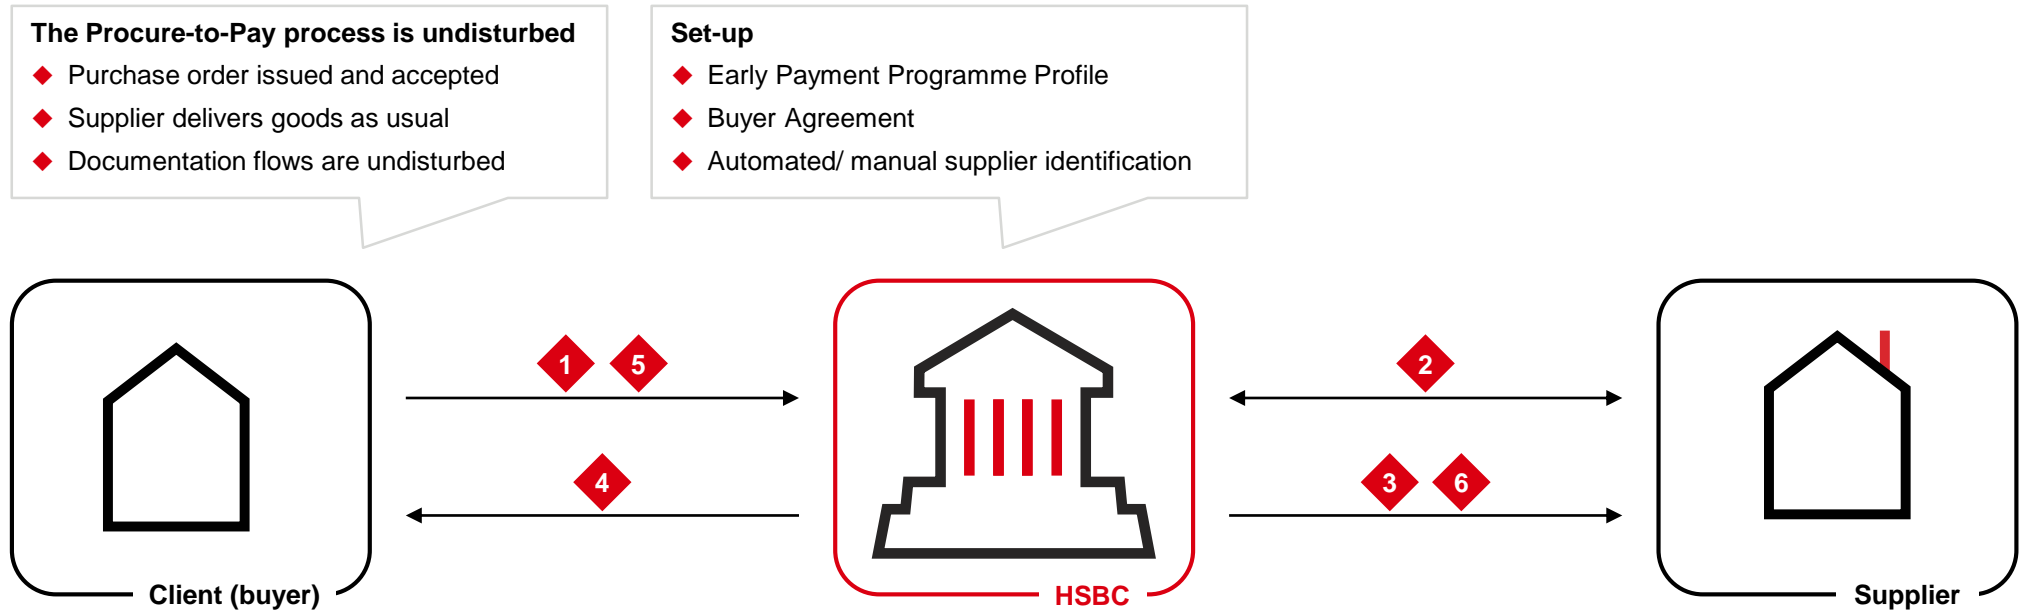 The Procure-to-Pay process is undisturbed
Purchase order issued and accepted
Supplier delivers goods as usual
Documentation flows are undisturbed
Set-up
Early Payment Programme Profile
Buyer Agreement
Automated/ manual supplier identification
1 5
2
4
3 6
Client (buyer)
HSBC
Supplier